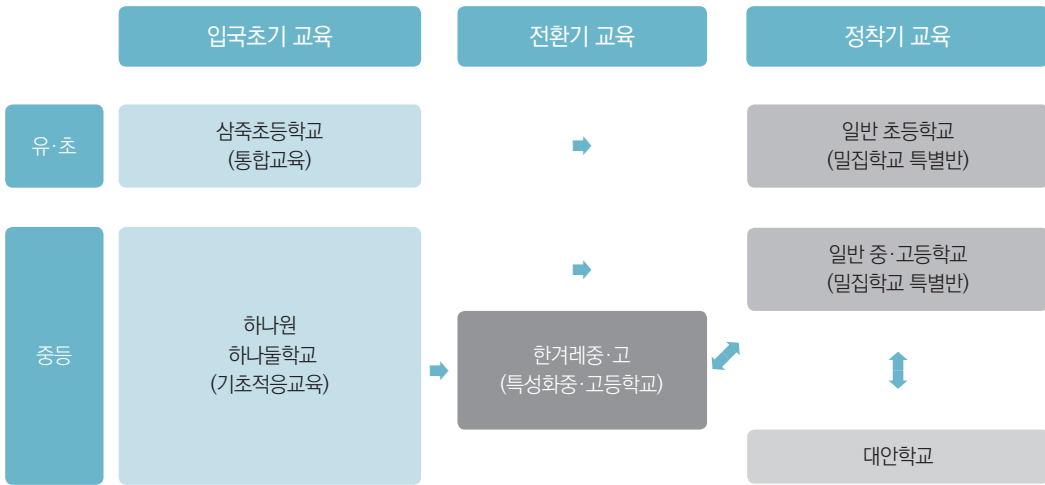 입국초기 교육
전환기 교육
정착기 교육
유·초
삼죽초등학교
(통합교육)
일반 초등학교
(밀집학교 특별반)
중등
하나원
하나둘학교
(기초적응교육)
한겨레중·고
(특성화중·고등학교)
일반 중·고등학교
(밀집학교 특별반)
대안학교